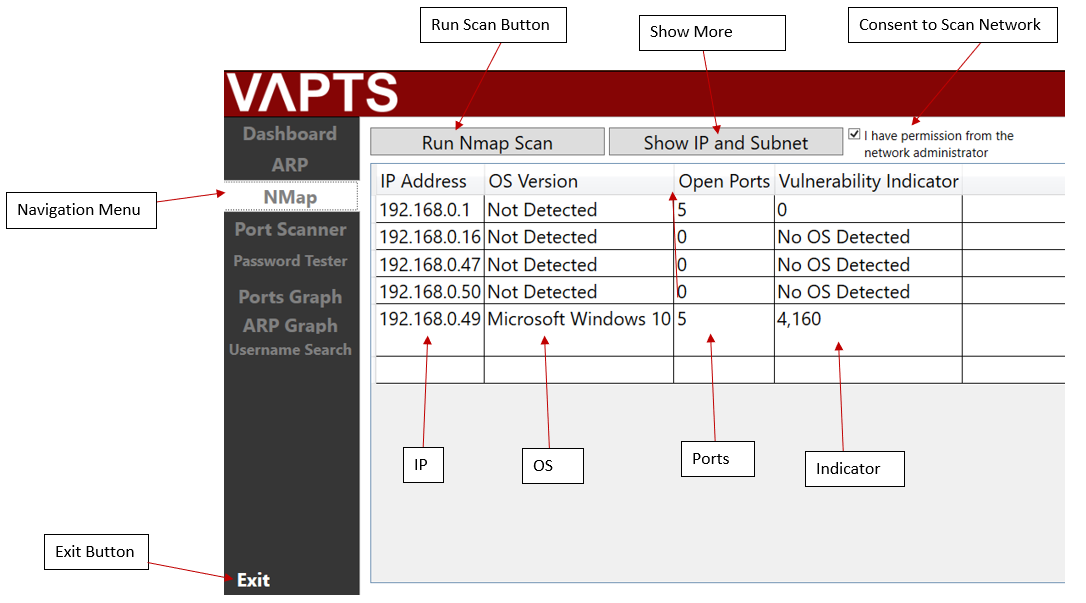 Run Scan Button
Show More
Consent to Scan Network
VAPTS
Dashboard
ARP
NMap
Port Scanner
Password Tester
Ports Graph
ARP Graph
Username Search
Exit
Navigation Menu
Exit Button
Run Nmap Scan
Show IP and Subnet
I have permission from the
network administrator
IP Address OS Version Open Ports Vulnerability Indicator
192.168.0.1 Not Detected 5 0
192.168.0.16 Not Detected 0 No OS Detected
192.168.0.47 Not Detected 0 No OS Detected
192.168.0.50 Not Detected 0 No OS Detected
192.168.0.49 Microsoft Windows 10 5 4,160
IP
OS
Ports
Indicator